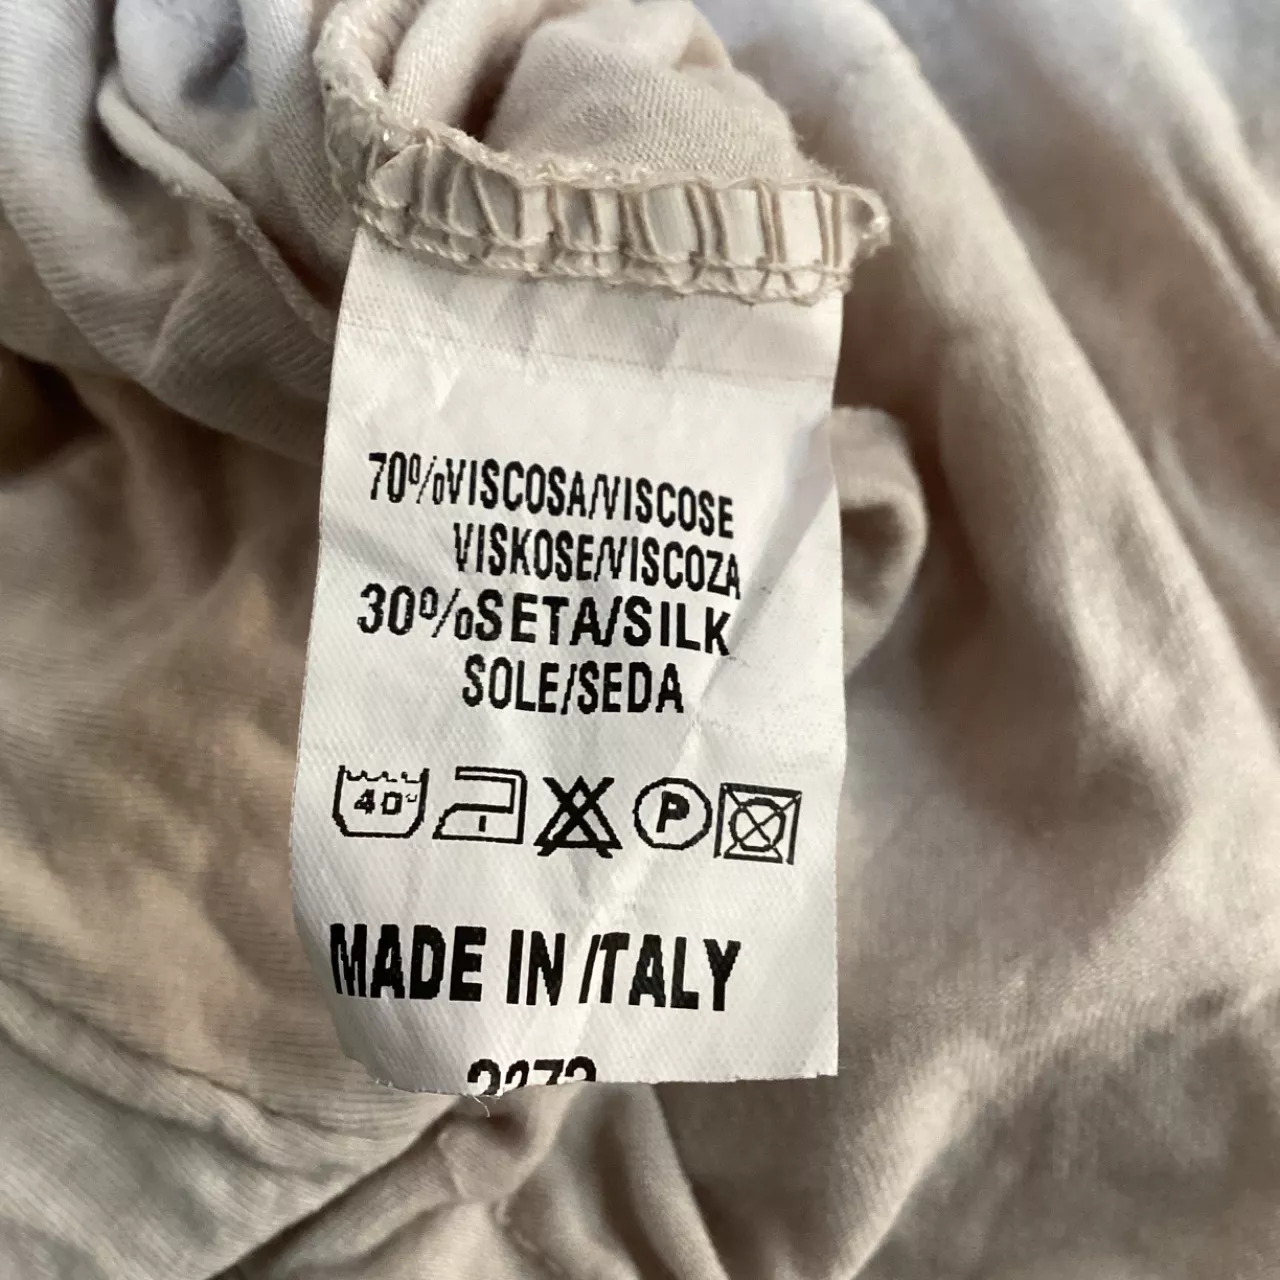 70%VISCOSA/VISCOSE
VISKOSE/VISCOZA
30%SETA/SILK
SOLE/SEDA
40° P
MADE IN ITALY